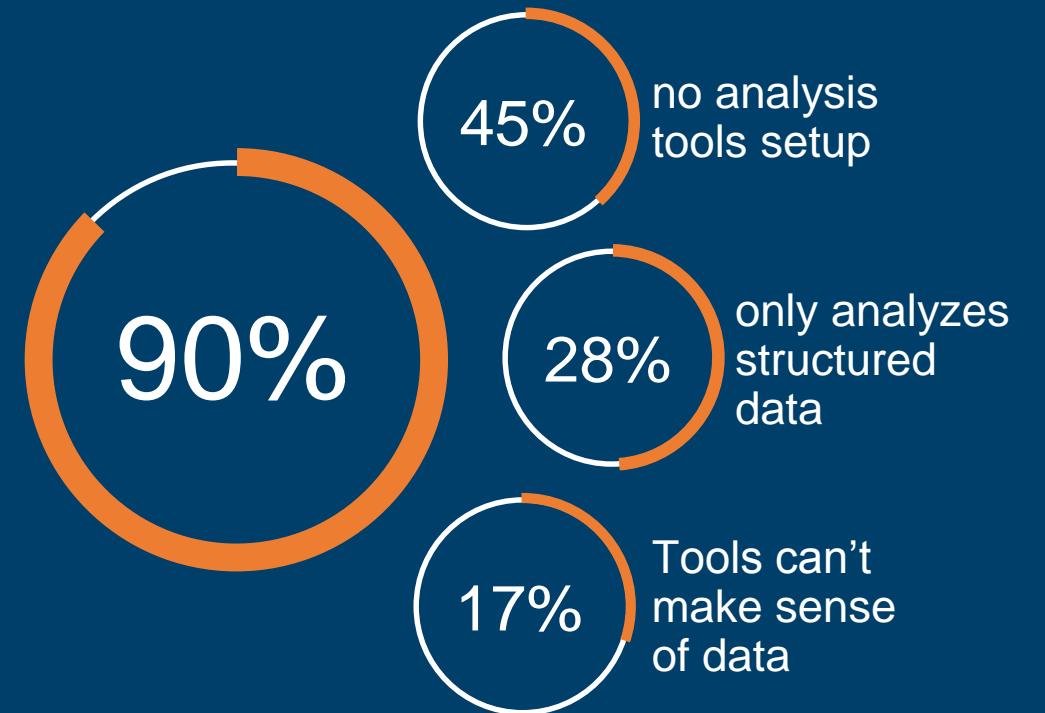 90%
45%
no analysis
tools setup
28%
only analyzes
structured
data
17%
Tools can’t
make sense
of data